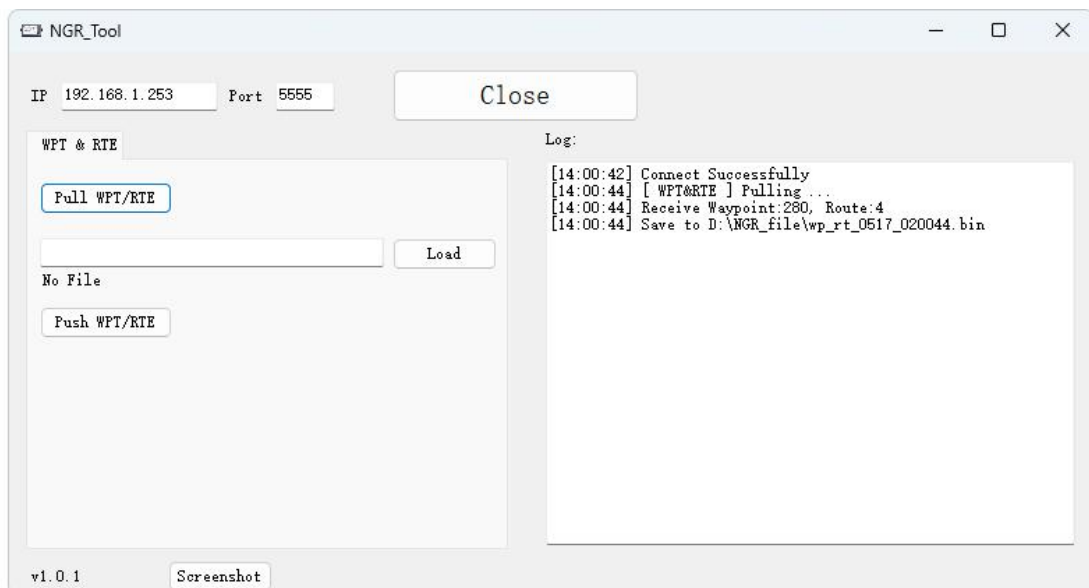 NGR_Tool
IP 192.168.1.253 Port 5555 Close
WPT & RTE
Pull WPT/RTE
Load
No File
Push WPT/RTE
Log:
[14:00:42] Connect Successfully
[14:00:44] [ WPT&RTE ] Pulling ...
[14:00:44] Receive Waypoint:280, Route:4
[14:00:44] Save to D:\NGR_file\wp_rt_0517_020044.bin
v1.0.1 Screenshot